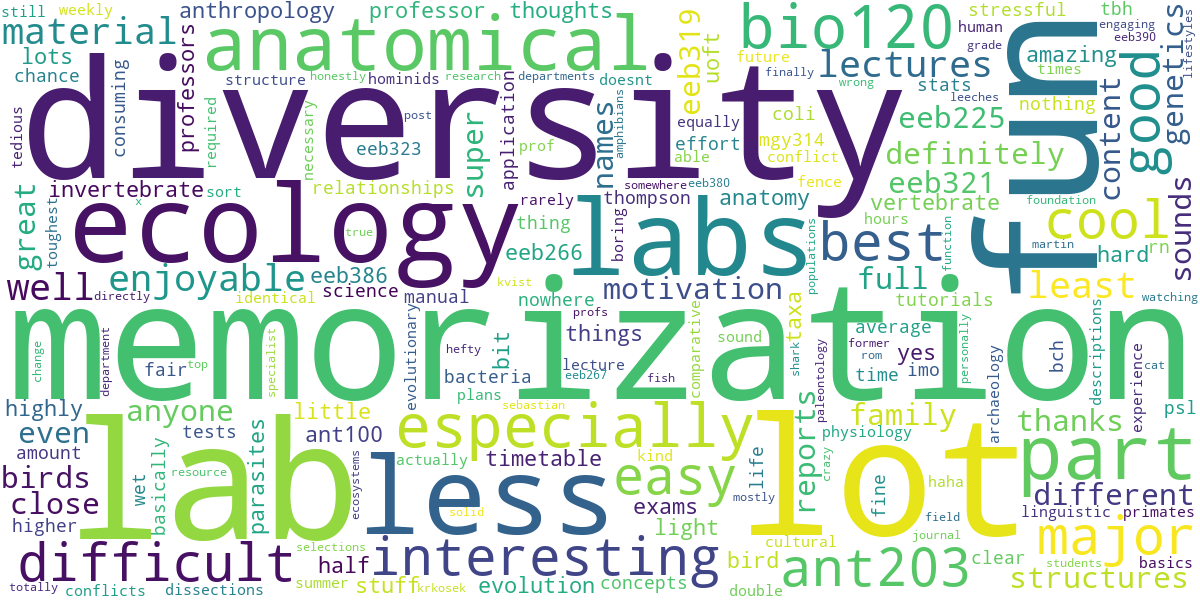 still
weekly
anthropology
professor
thoughts
bio120
stressful
tbh
engaging
eeb390
genetics
lifestyles
material
anatomical
eeb319
uoft
human
grade
fun
amazing
times
good
lots
chance
consuming
professors
structure
honestly
hominids
research
departments
doesnt
future
finally
lectures
wrong
stats
leeches
nothing
content
diversity
tedious
required
necessary
post
eeb323
prof
super
application
names
amphibians
equally
effort
able
coli
mgy314
conflict
eeb225
definitely
invertebrate
sort
x
relationships
rarely
somewhere
eeb380
thompson
anatomy
fence
eeb321
vertebrate
foundation
sounds
great
toughest
ecology
true
thing
eeb266
boring
labs
populations
best
hours
function
cool
martin
rn
hard
well
directly
enjoyable
eeb386
identical
science
manual
kvist
nowhere
motivation
full
tutorials
least
watching
memorization
change
department
fair
top
specialist
evolutionary
hefty
bacteria
plans
bit
profs
things
lecture
eeb267
fish
comparative
sound
taxa
shark
paleontology
average
former
rom
time
yes
imo
personally
archaeology
bch
descriptions
experience
cat
psl
highly
anyone
little
sebastian
especially
family
thanks
even
amount
tests
ant100
timetable
kind
reports
physiology
crazy
part
lab
basically
wet
resource
parasites
ecosystems
actually
less
solid
easy
mostly
life
lot
fine
haha
birds
close
higher
exams
light
field
journal
different
linguistic
primates
difficult
selections
half
interesting
concepts
bird
cultural
double
ant203
clear
students
major
basics
structures
totally
conflicts
dissections
summer
stuff
krkosek
evolution